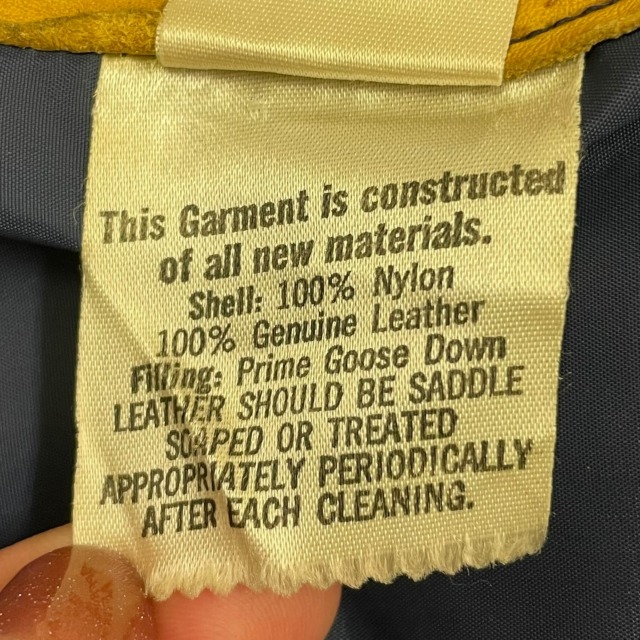 This Garment is constructed
of all new materials.
Shell: 100% Nylon
100% Genuine Leather
Filling: Prime Goose Down
LEATHER SHOULD BE SADDLE
SOAPED OR TREATED
APPROPRIATELY PERIODICALLY
AFTER EACH CLEANING.